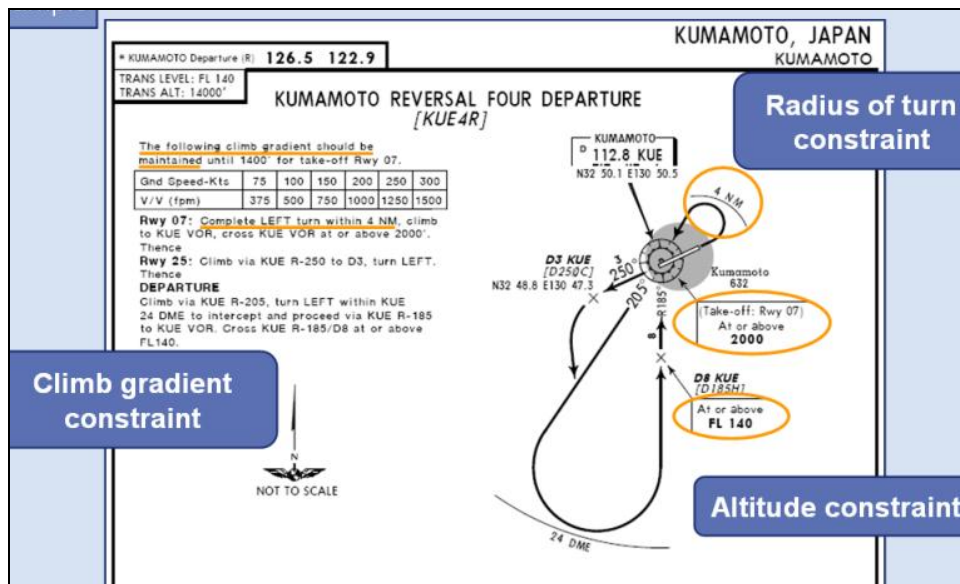 KUMAMOTO, JAPAN
KUMAMOTO
* KUMAMOTO Departure (R) 126.5 122.9
TRANS LEVEL: FL 140
TRANS ALT: 14000'
KUMAMOTO REVERSAL FOUR DEPARTURE
[KUE4R]
Radius of turn
constraint
The following climb gradient should be
maintained until 1400' for take-off Rwy 07.
Gnd Speed-Kts 75 100 150 200 250 300
V/V (fpm) 375 500 750 1000 1250 1500
Rwy 07: Complete LEFT turn within 4 NM, climb
to KUE VOR, cross KUE VOR at or above 2000'.
Thence
Rwy 25: Climb via KUE R-250 to D3, turn LEFT.
Thence
DEPARTURE
Climb via KUE R-205, turn LEFT within KUE
24 DME to intercept and proceed via KUE R-185
to KUE VOR. Cross KUE R-185/D8 at or above
FL140.
KUMAMOTO
D 112.8 KUE
N32 50.1 E130 50.5
4 NM
D3 KUE
[D250C]
N32 48.8 E130 47.3
3
250°
205°
R185°
8
Kumamoto
632
(Take-off: Rwy 07)
At or above
2000
D8 KUE
[D185H]
At or above
FL 140
Climb gradient
constraint
N
NOT TO SCALE
24 DME
Altitude constraint